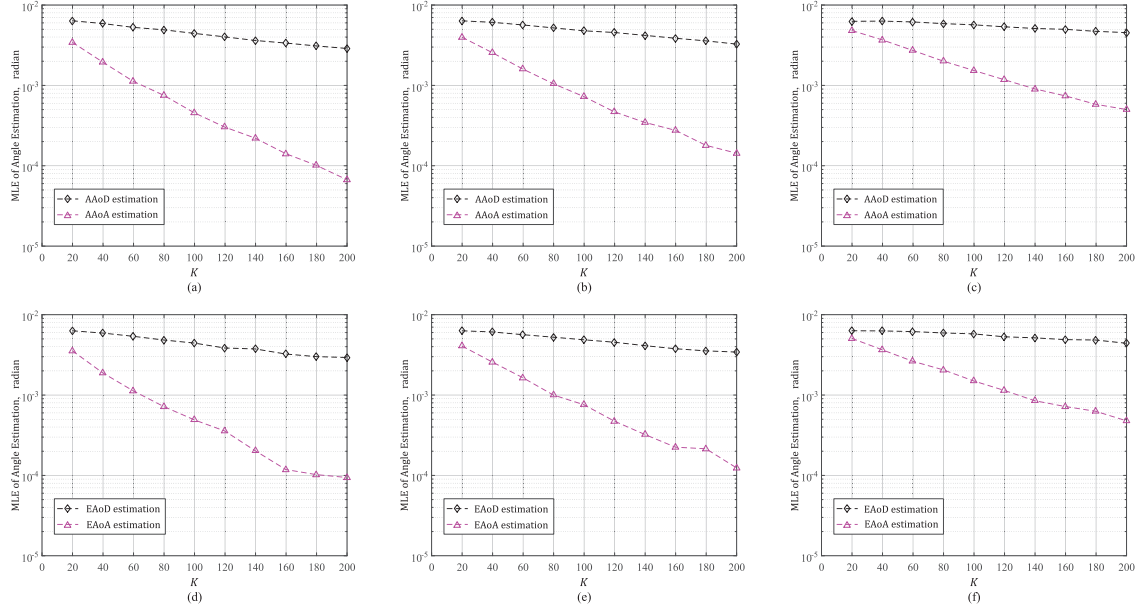 10^-2
10^-3
10^-4
10^-5
MLE of Angle Estimation, radian
AAoD estimation
AAoA estimation
0 20 40 60 80 100 120 140 160 180 200
K
(a)
10^-2
10^-3
10^-4
10^-5
MLE of Angle Estimation, radian
AAoD estimation
AAoA estimation
0 20 40 60 80 100 120 140 160 180 200
K
(b)
10^-2
10^-3
10^-4
10^-5
MLE of Angle Estimation, radian
AAoD estimation
AAoA estimation
0 20 40 60 80 100 120 140 160 180 200
K
(c)
10^-2
10^-3
10^-4
10^-5
MLE of Angle Estimation, radian
EAoD estimation
EAoA estimation
0 20 40 60 80 100 120 140 160 180 200
K
(d)
10^-2
10^-3
10^-4
10^-5
MLE of Angle Estimation, radian
EAoD estimation
EAoA estimation
0 20 40 60 80 100 120 140 160 180 200
K
(e)
10^-2
10^-3
10^-4
10^-5
MLE of Angle Estimation, radian
EAoD estimation
EAoA estimation
0 20 40 60 80 100 120 140 160 180 200
K
(f)